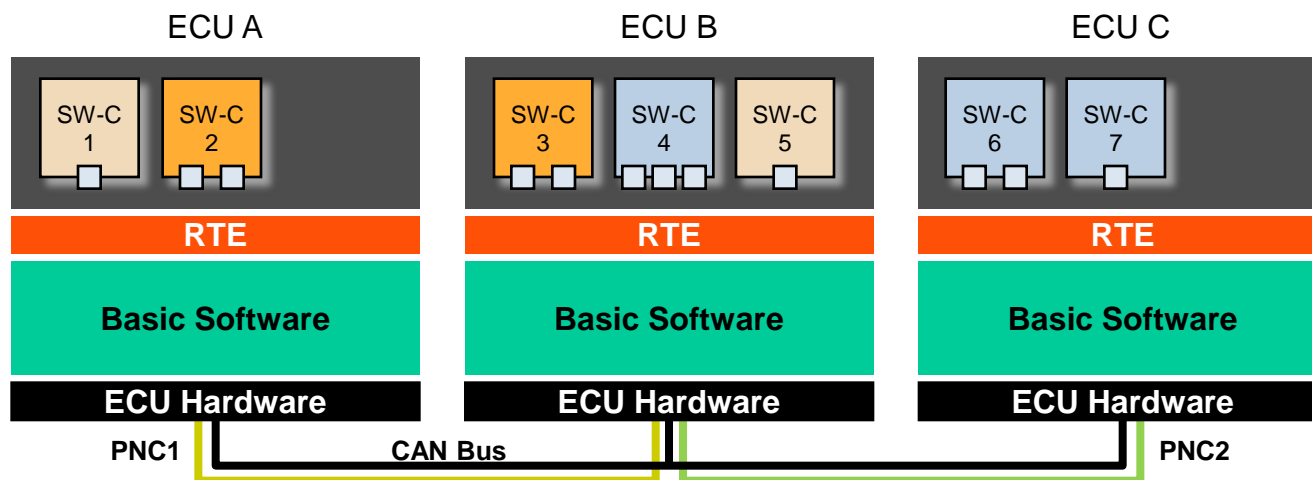 ECU A
ECU B
ECU C
SW-C
1
SW-C
2
SW-C
3
SW-C
4
SW-C
5
SW-C
6
SW-C
7
RTE
RTE
RTE
Basic Software
Basic Software
Basic Software
ECU Hardware
ECU Hardware
ECU Hardware
PNC1
CAN Bus
PNC2